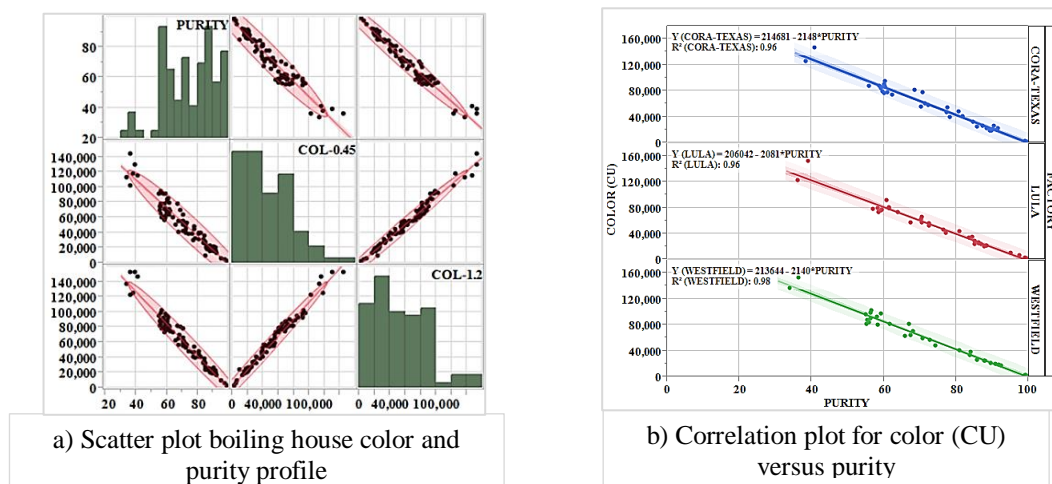 PURITY
80
60
40
20
COL-0.45
140,000
120,000
100,000
80,000
60,000
40,000
20,000
0
COL-1.2
140,000
120,000
100,000
80,000
60,000
40,000
20,000
0
20 40 60 80 0 40,000 100,000 0 40,000 100,000
a) Scatter plot boiling house color and
purity profile
Y (CORA-TEXAS) = 214681 - 2148*PURITY
R² (CORA-TEXAS): 0.96
160,000
120,000
80,000
40,000
0
CORA-TEXAS
Y (LULA) = 206042 - 2081*PURITY
R² (LULA): 0.96
160,000
120,000
80,000
40,000
0
LULA
Y (WESTFIELD) = 213644 - 2140*PURITY
R² (WESTFIELD): 0.98
160,000
120,000
80,000
40,000
0
WESTFIELD
COLOR (CU)
0 20 40 60 80 100
PURITY
b) Correlation plot for color (CU)
versus purity